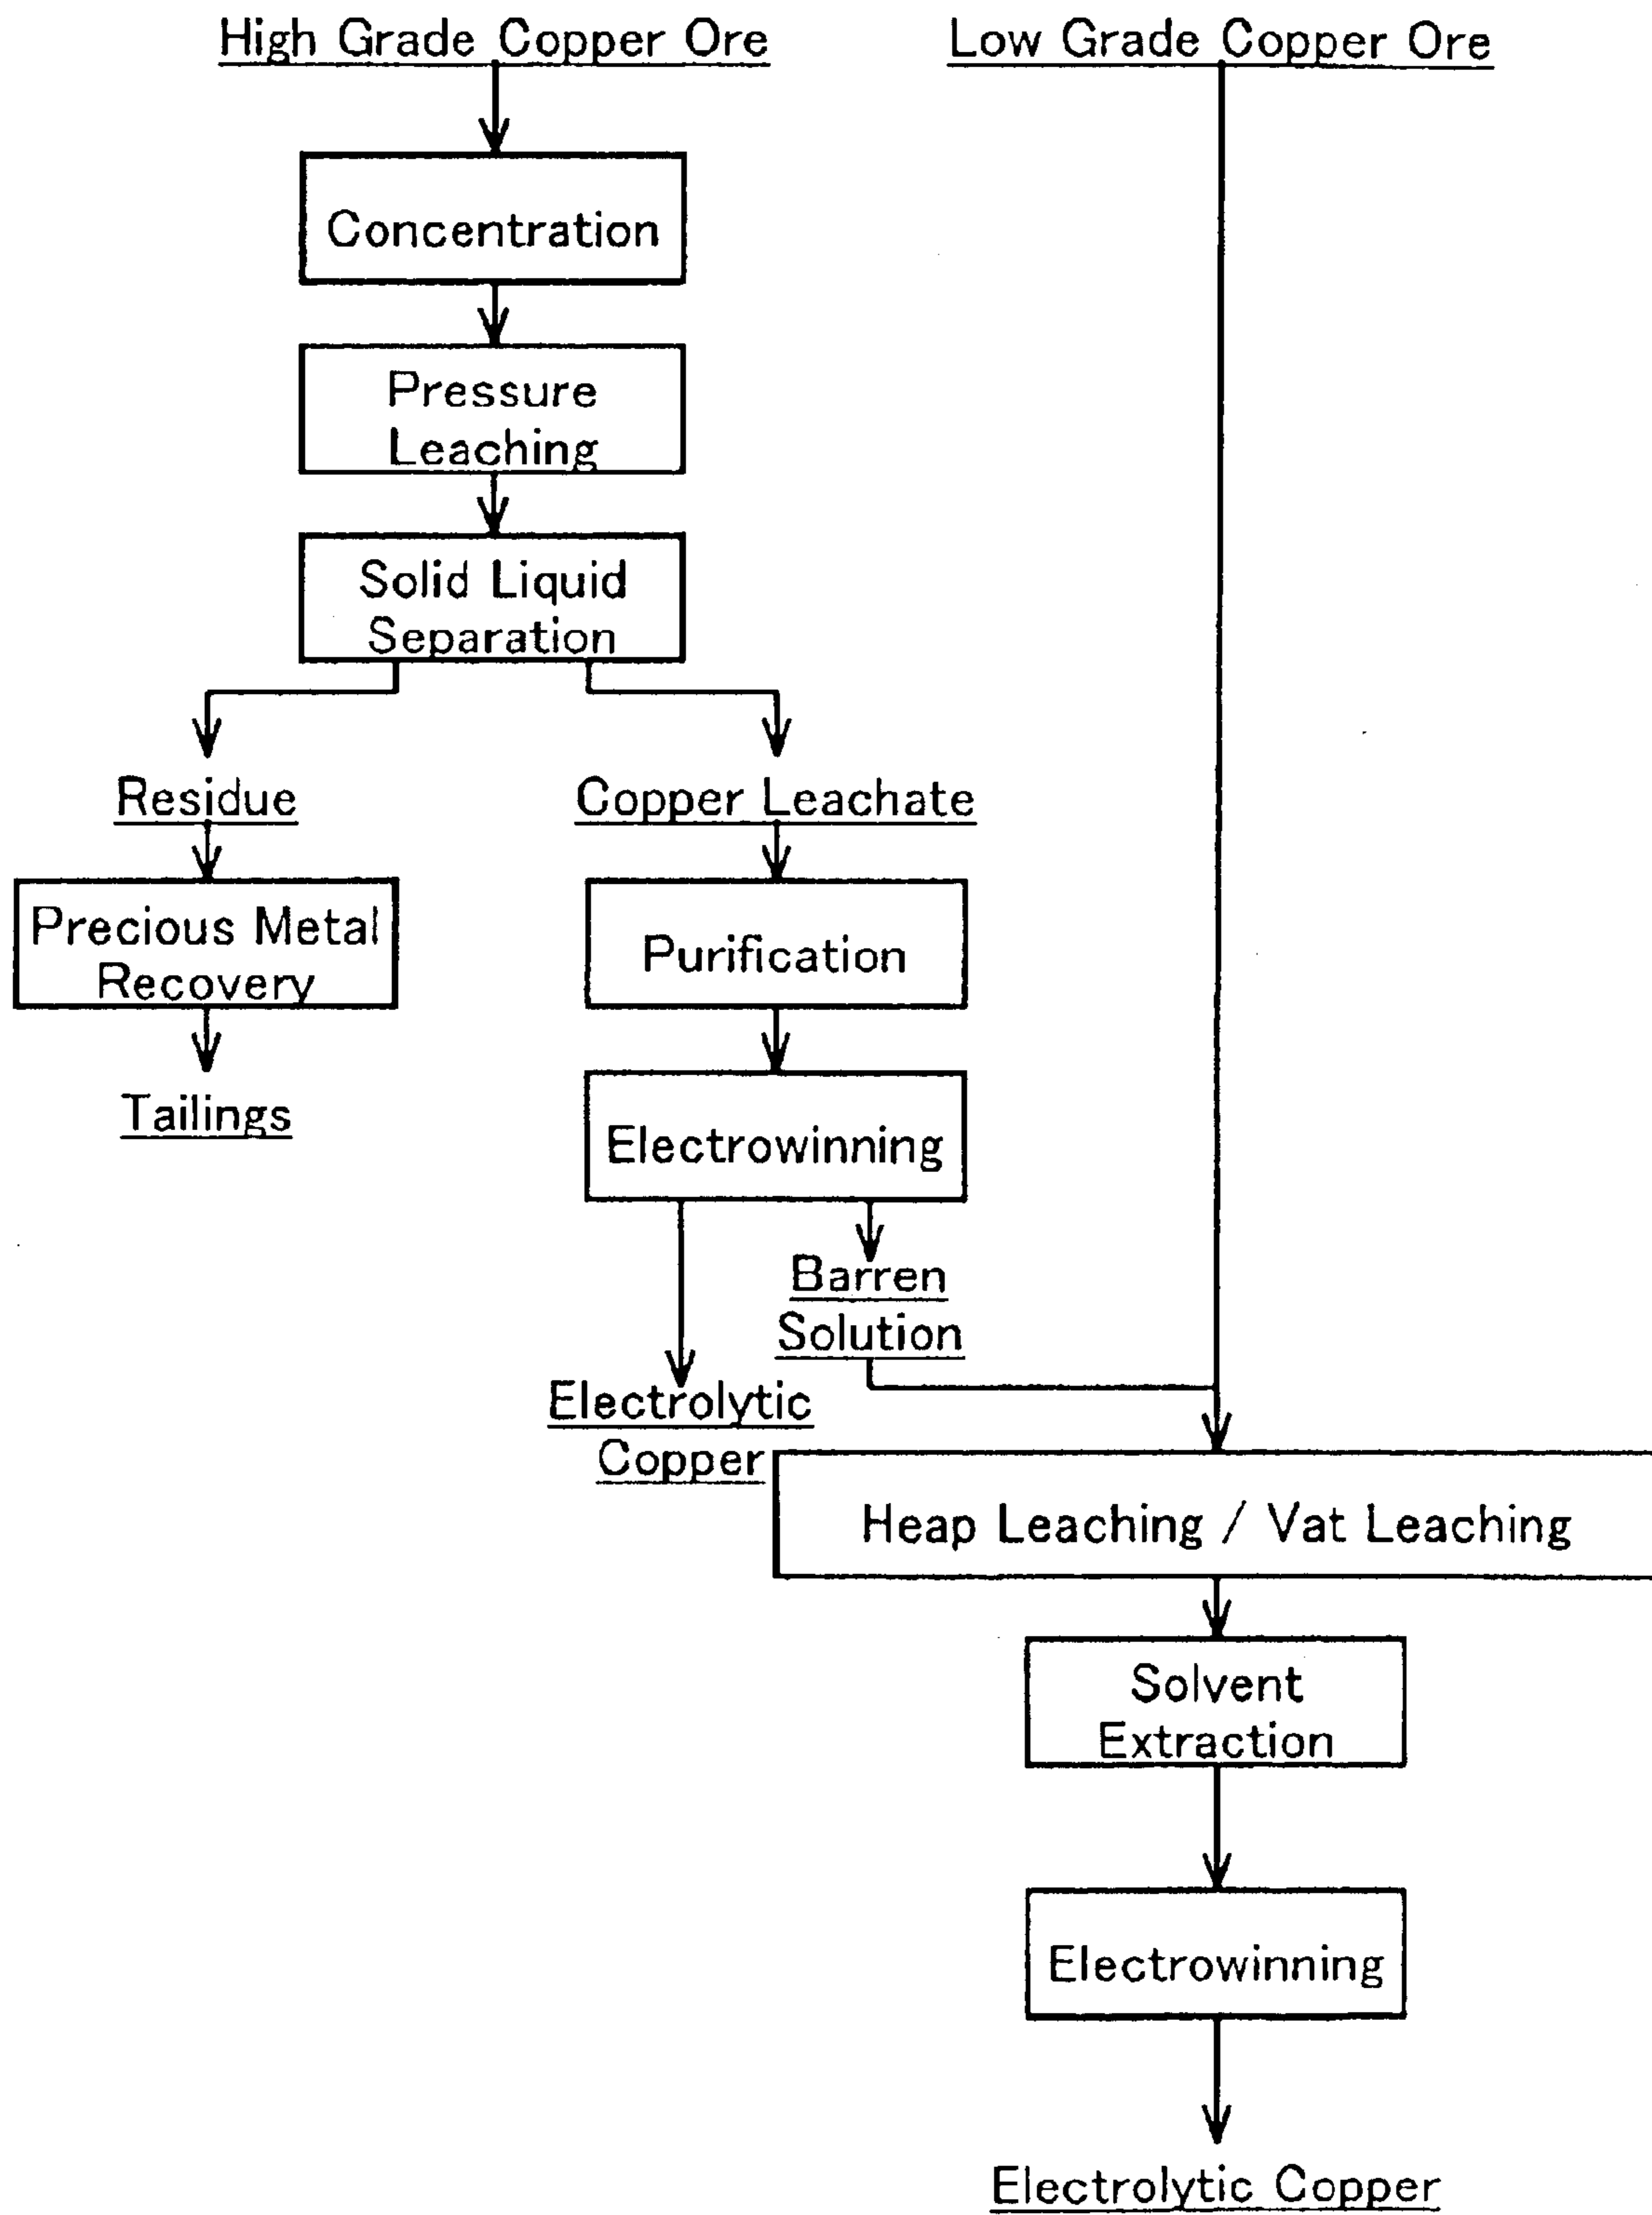 High Grade Copper Ore
Low Grade Copper Ore
Concentration
Pressure
Leaching
Solid Liquid
Separation
Residue
Copper Leachate
Precious Metal
Recovery
Purification
Tailings
Electrowinning
Barren
Solution
Electrolytic
Copper
Heap Leaching / Vat Leaching
Solvent
Extraction
Electrowinning
Electrolytic Copper